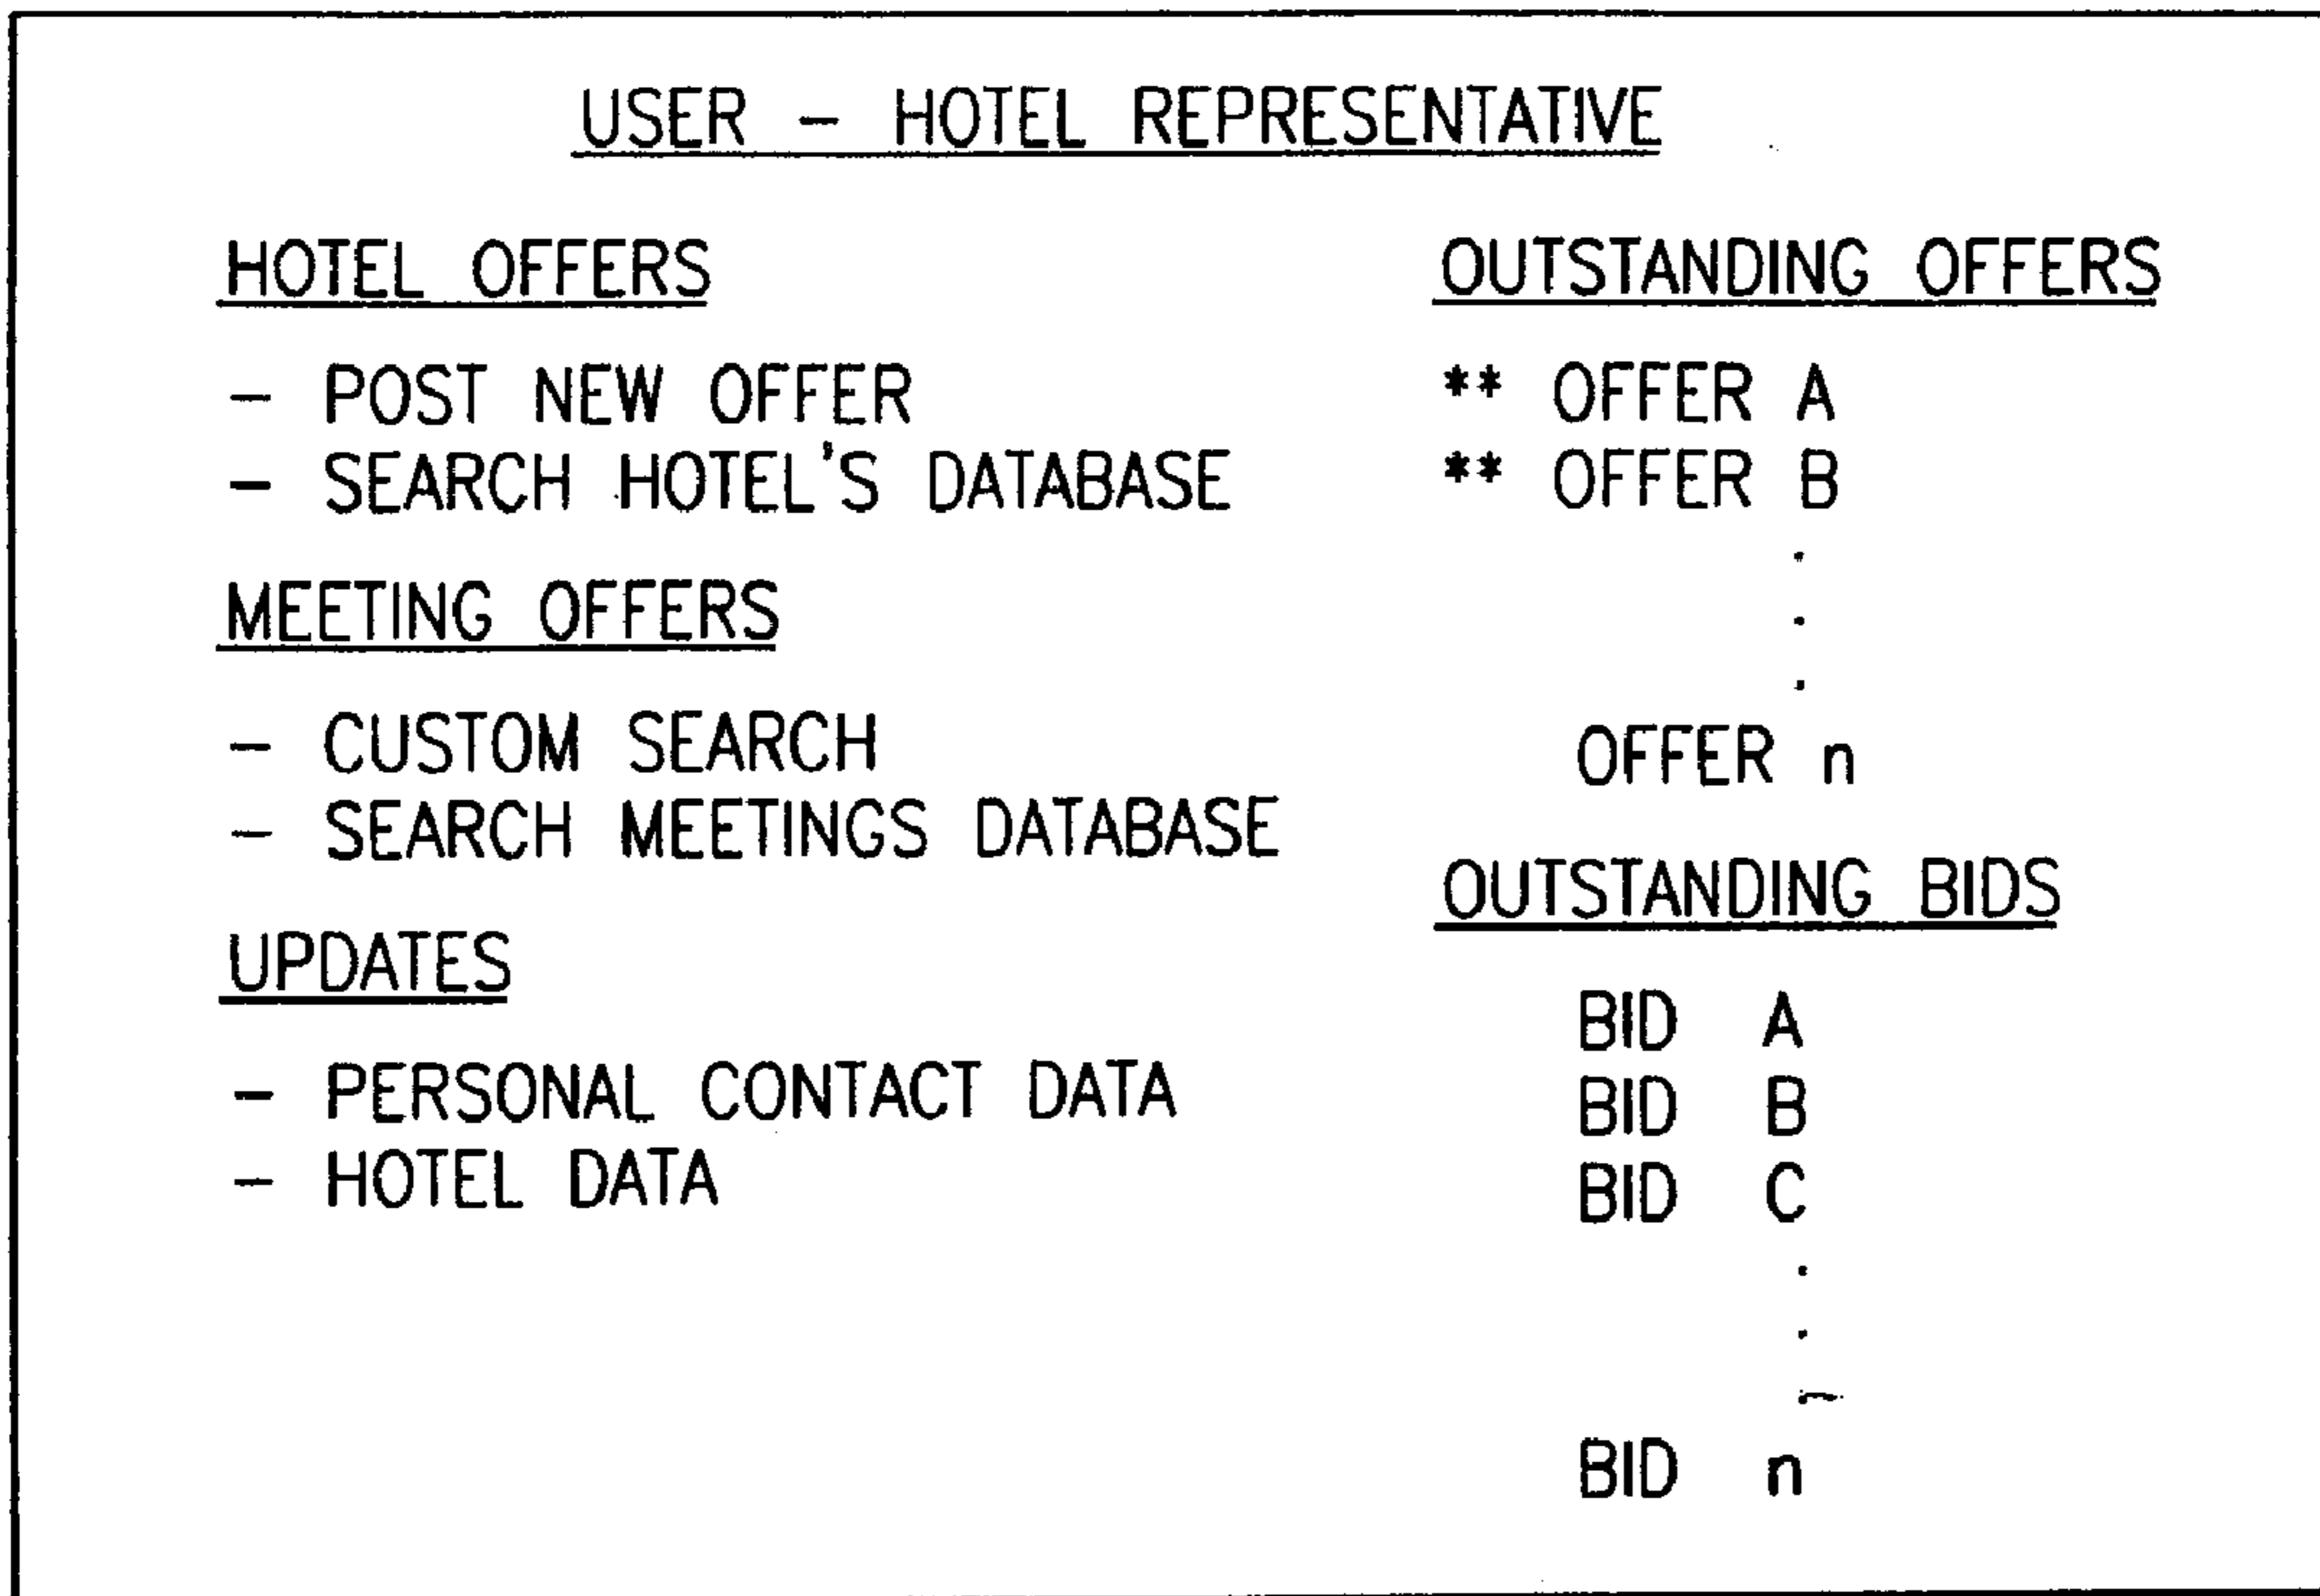 USER - HOTEL REPRESENTATIVE
HOTEL OFFERS
- POST NEW OFFER
- SEARCH HOTEL'S DATABASE
MEETING OFFERS
- CUSTOM SEARCH
- SEARCH MEETINGS DATABASE
UPDATES
- PERSONAL CONTACT DATA
- HOTEL DATA
OUTSTANDING OFFERS
** OFFER A
** OFFER B
.
.
.
OFFER n
OUTSTANDING BIDS
BID A
BID B
BID C
.
.
.
BID n